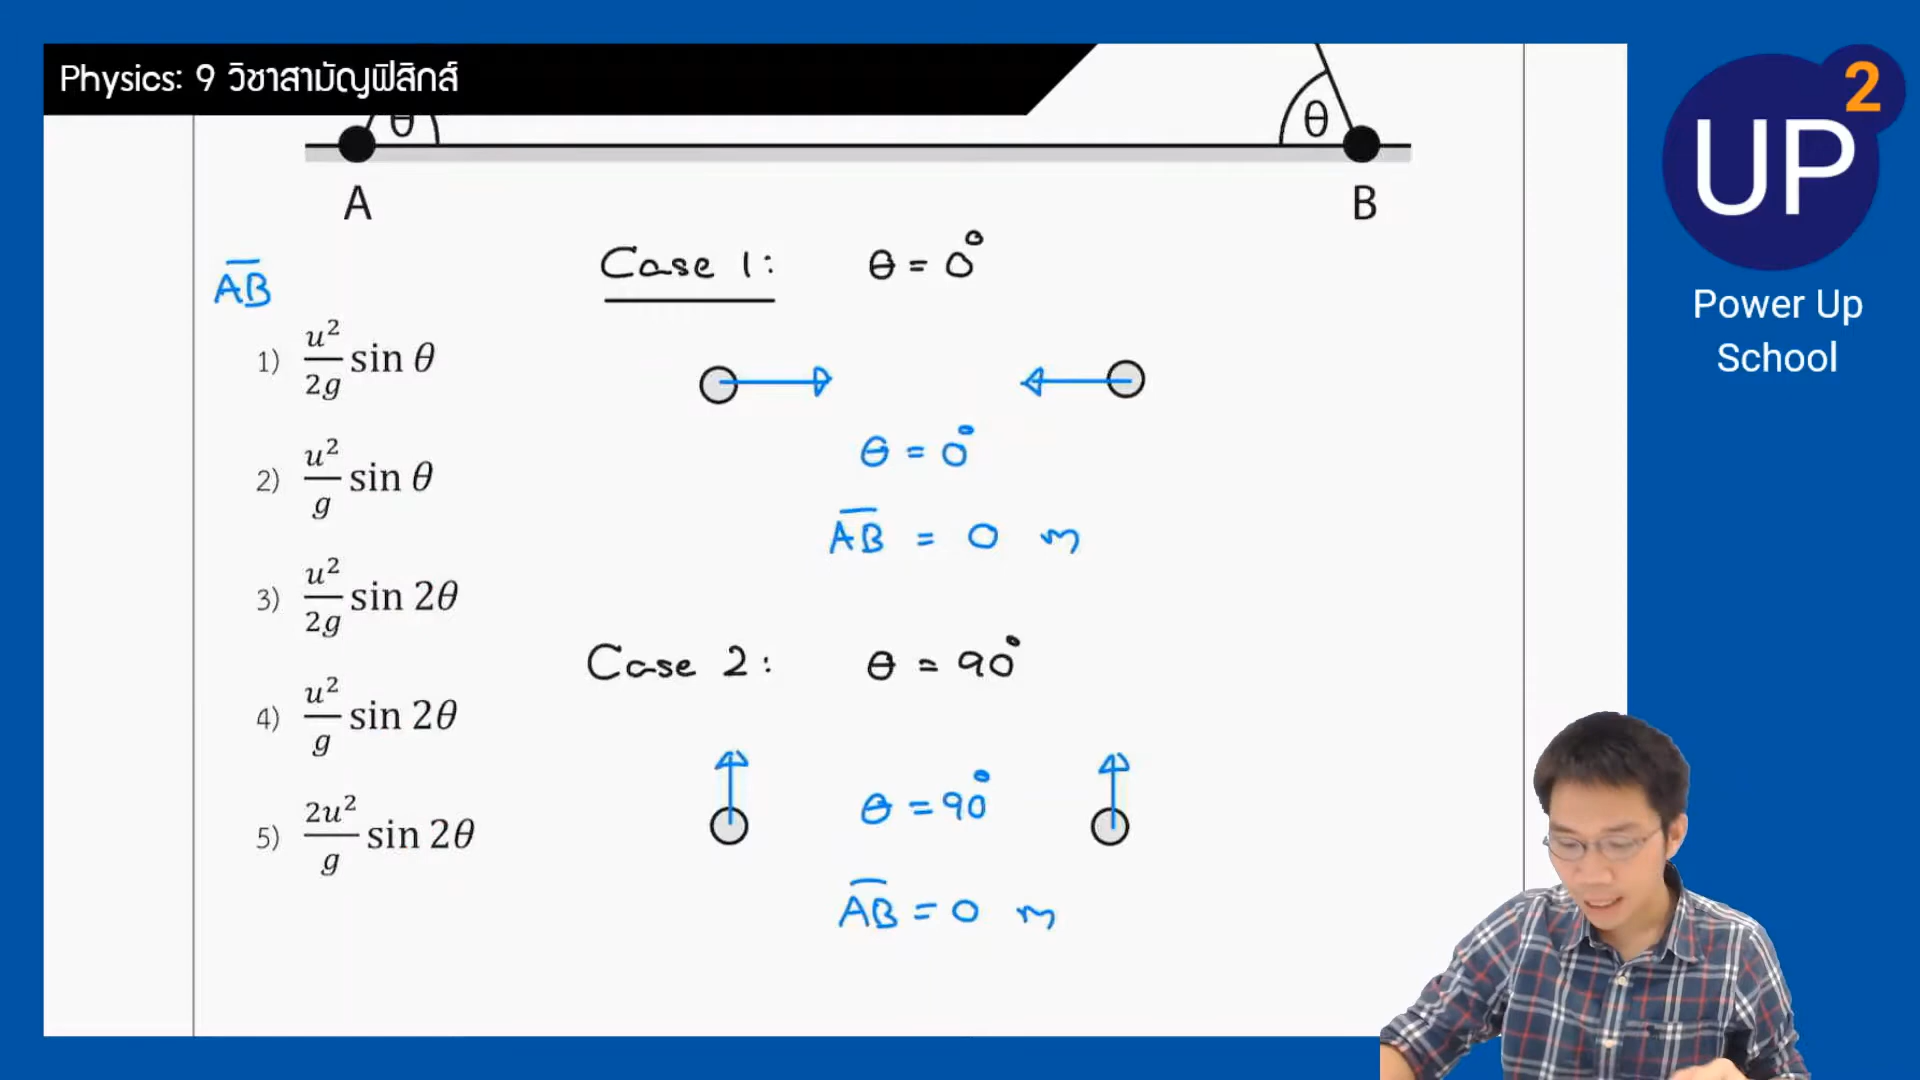 Physics: 9 วิชาสามัญฟิสิกส์
UP²
Power Up
School
θ
θ
A
B
AB
1) u²/2g sin θ
2) u²/g sin θ
3) u²/2g sin 2θ
4) u²/g sin 2θ
5) 2u²/g sin 2θ
Case 1: θ = 0°
θ = 0°
AB = 0 m
Case 2: θ = 90°
θ = 90°
AB = 0 m